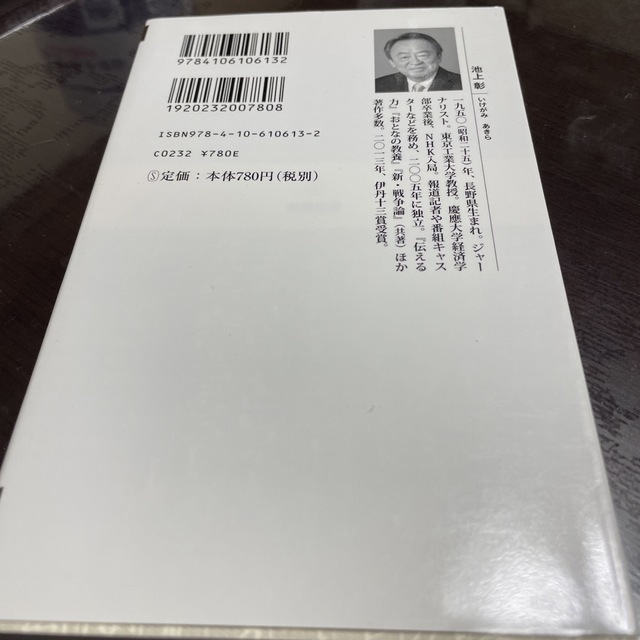 9784106106132
1920232007808
ISBN978-4-10-610613-2
C0232 ¥780E
Ⓢ定価：本体780円（税別）
池上彰 いけがみ あきら
一九五〇（昭和二十五）年、長野県生まれ。ジャー
ナリスト。東京工業大学教授。慶應大学経済学
部卒業後、NHK入局。報道記者や番組キャス
ターなどを務め、二〇〇五年に独立。『伝える
力』『おとなの教養』『新・戦争論』（共著）ほか
著作多数。二〇一三年、伊丹十三賞受賞。